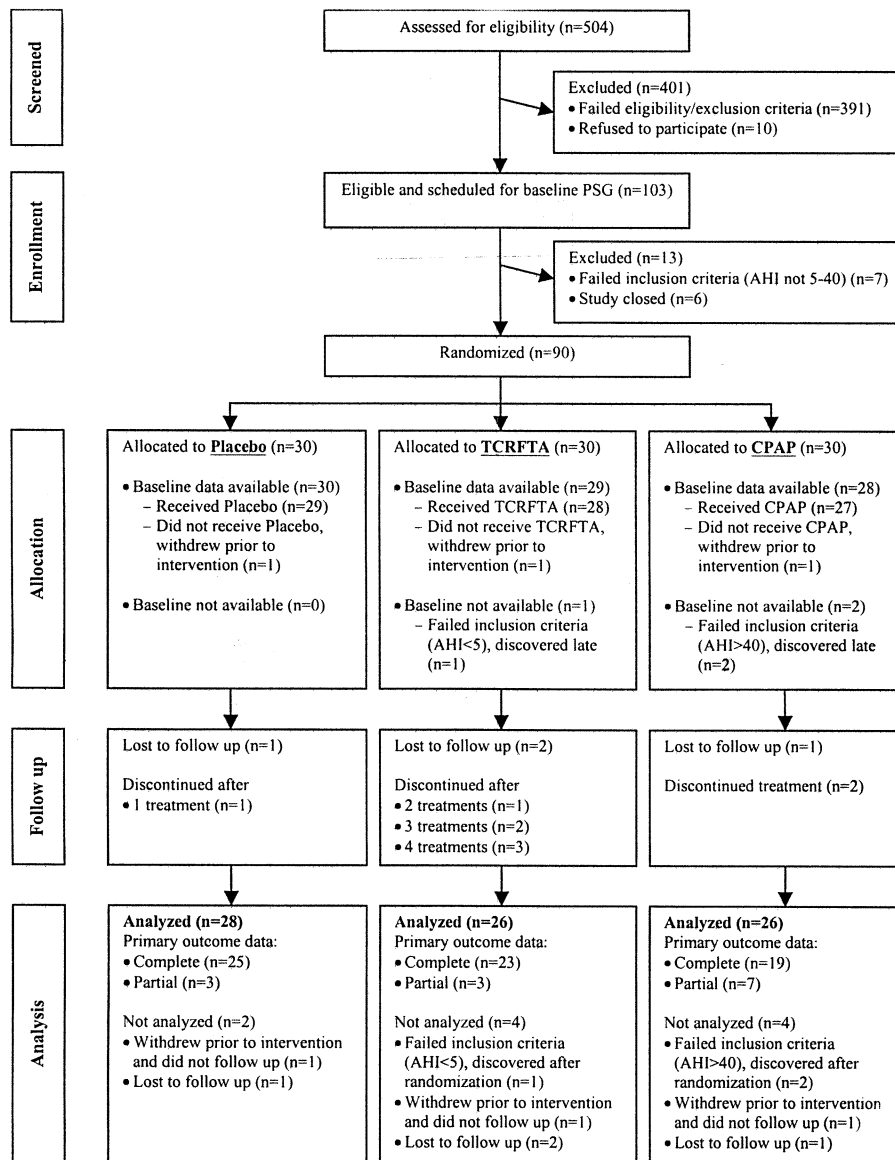 Screened
Assessed for eligibility (n=504)
Excluded (n=401)
• Failed eligibility/exclusion criteria (n=391)
• Refused to participate (n=10)
Enrollment
Eligible and scheduled for baseline PSG (n=103)
Excluded (n=13)
• Failed inclusion criteria (AHI not 5-40) (n=7)
• Study closed (n=6)
Randomized (n=90)
Allocation
Allocated to Placebo (n=30)
• Baseline data available (n=30)
– Received Placebo (n=29)
– Did not receive Placebo,
withdrew prior to
intervention (n=1)
• Baseline not available (n=0)
Allocated to TCRFTA (n=30)
• Baseline data available (n=29)
– Received TCRFTA (n=28)
– Did not receive TCRFTA,
withdrew prior to
intervention (n=1)
• Baseline not available (n=1)
– Failed inclusion criteria
(AHI<5), discovered late
(n=1)
Allocated to CPAP (n=30)
• Baseline data available (n=28)
– Received CPAP (n=27)
– Did not receive CPAP,
withdrew prior to
intervention (n=1)
• Baseline not available (n=2)
– Failed inclusion criteria
(AHI>40), discovered late
(n=2)
Follow up
Lost to follow up (n=1)
Discontinued after
• 1 treatment (n=1)
Lost to follow up (n=2)
Discontinued after
• 2 treatments (n=1)
• 3 treatments (n=2)
• 4 treatments (n=3)
Lost to follow up (n=1)
Discontinued treatment (n=2)
Analysis
Analyzed (n=28)
Primary outcome data:
• Complete (n=25)
• Partial (n=3)
Not analyzed (n=2)
• Withdrew prior to intervention
and did not follow up (n=1)
• Lost to follow up (n=1)
Analyzed (n=26)
Primary outcome data:
• Complete (n=23)
• Partial (n=3)
Not analyzed (n=4)
• Failed inclusion criteria
(AHI<5), discovered after
randomization (n=1)
• Withdrew prior to intervention
and did not follow up (n=1)
• Lost to follow up (n=2)
Analyzed (n=26)
Primary outcome data:
• Complete (n=19)
• Partial (n=7)
Not analyzed (n=4)
• Failed inclusion criteria
(AHI>40), discovered after
randomization (n=2)
• Withdrew prior to intervention
and did not follow up (n=1)
• Lost to follow up (n=1)